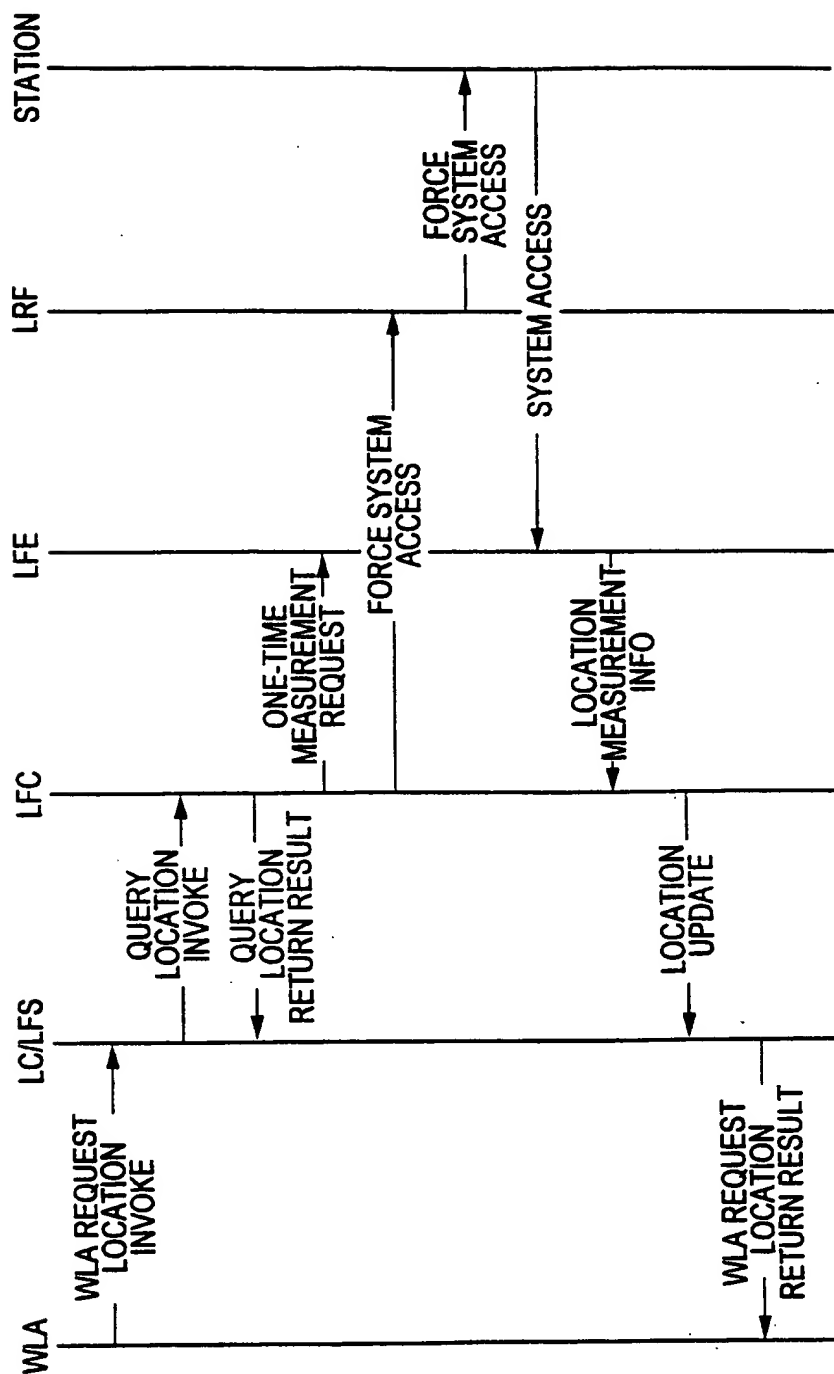 WLA
LC/LFS
LFC
LFE
LRF
STATION
WLA REQUEST
LOCATION
INVOKE
QUERY
LOCATION
INVOKE
QUERY
LOCATION
RETURN RESULT
ONE-TIME
MEASUREMENT
REQUEST
FORCE SYSTEM
ACCESS
FORCE
SYSTEM
ACCESS
SYSTEM ACCESS
LOCATION
MEASUREMENT
INFO
LOCATION
UPDATE
WLA REQUEST
LOCATION
RETURN RESULT